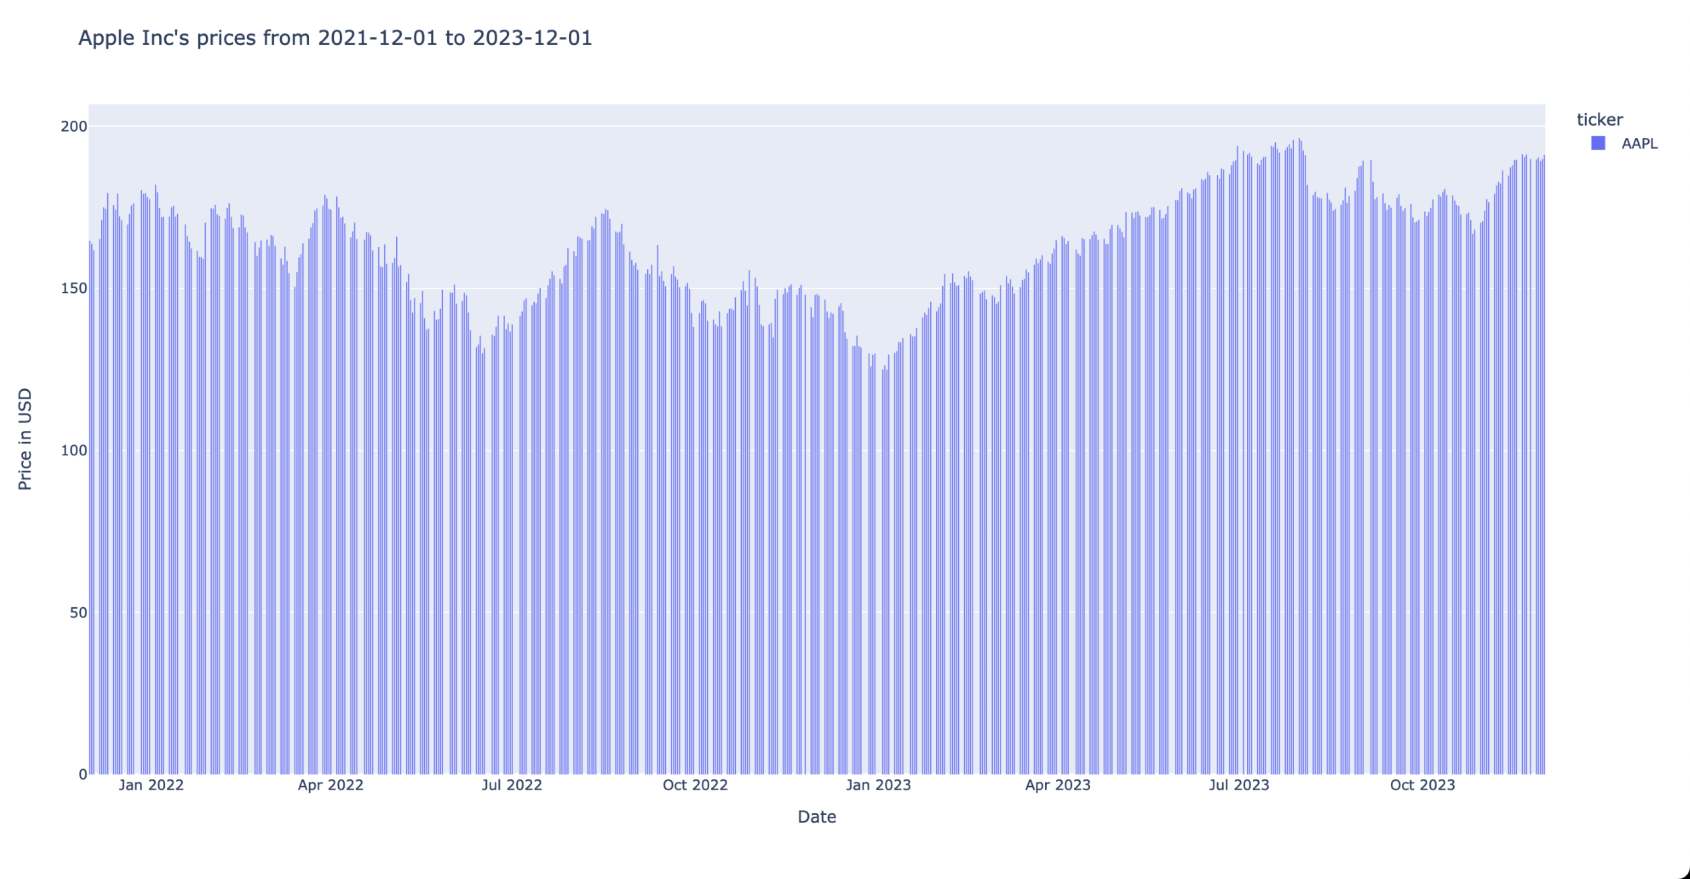 Apple Inc's prices from 2021-12-01 to 2023-12-01
ticker
AAPL
200
150
100
50
0
Price in USD
Jan 2022
Apr 2022
Jul 2022
Oct 2022
Jan 2023
Apr 2023
Jul 2023
Oct 2023
Date